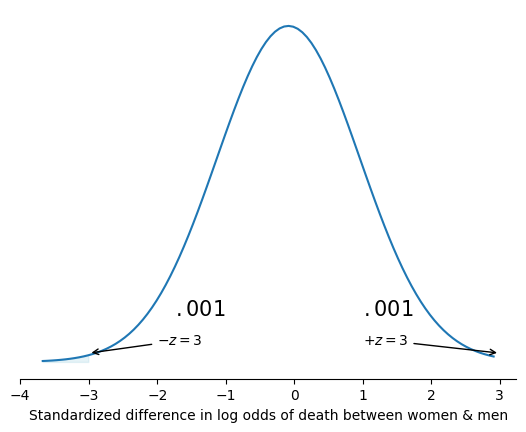 .001 .001
−z = 3 +z = 3
−4 −3 −2 −1 0 1 2 3
Standardized difference in log odds of death between women & men